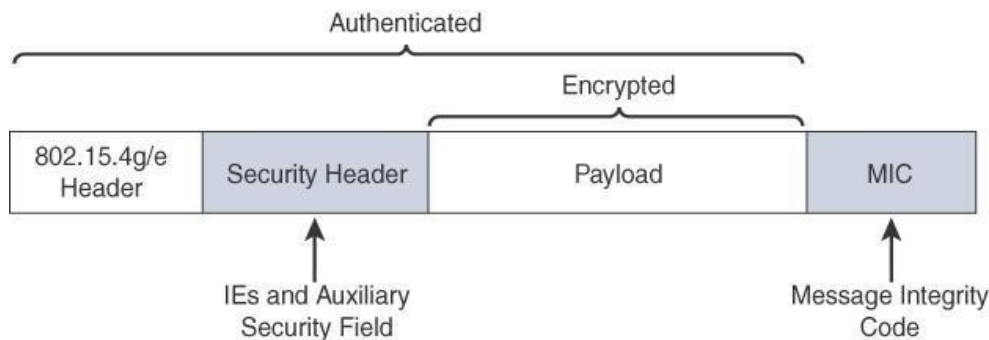 Authenticated
Encrypted
802.15.4g/e
Header
Security Header
Payload
MIC
IEs and Auxiliary
Security Field
Message Integrity
Code